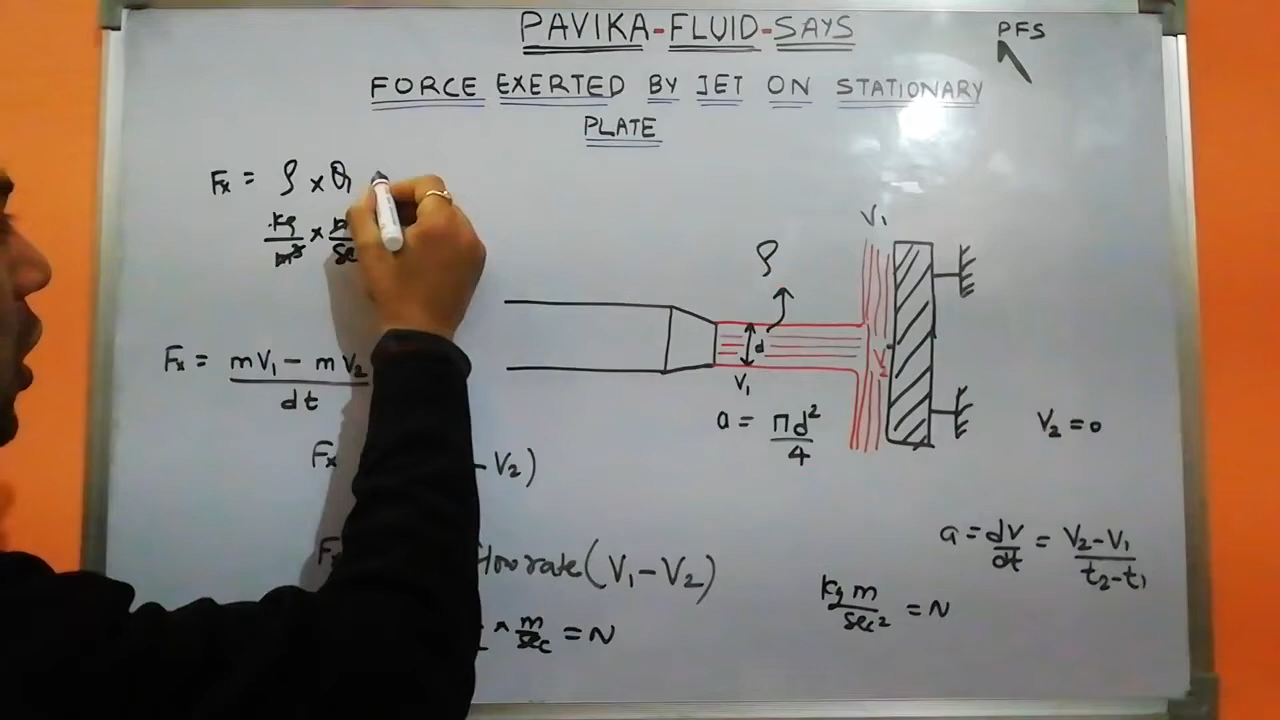 PAVIKA-FLUID-SAYS
PFS
FORCE EXERTED BY JET ON STATIONARY
PLATE
Fx = ρ × Q
kg/m³ ×
Fx = mV₁ - mV₂ / dt
Fx
- V₂)
flow rate (V₁ - V₂)
× m/sec = N
V₁
ρ
d
V₁
V₂
a = πd²/4
V₂ = 0
a = dv/dt = V₂-V₁ / t₂-t₁
kg m/sec² = N